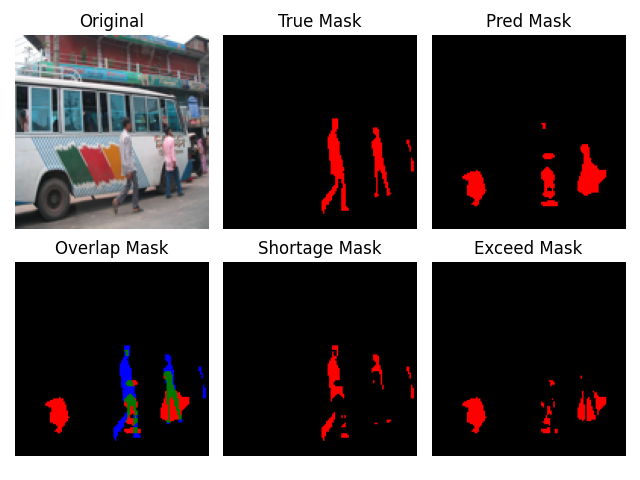 Original
True Mask
Pred Mask
Overlap Mask
Shortage Mask
Exceed Mask